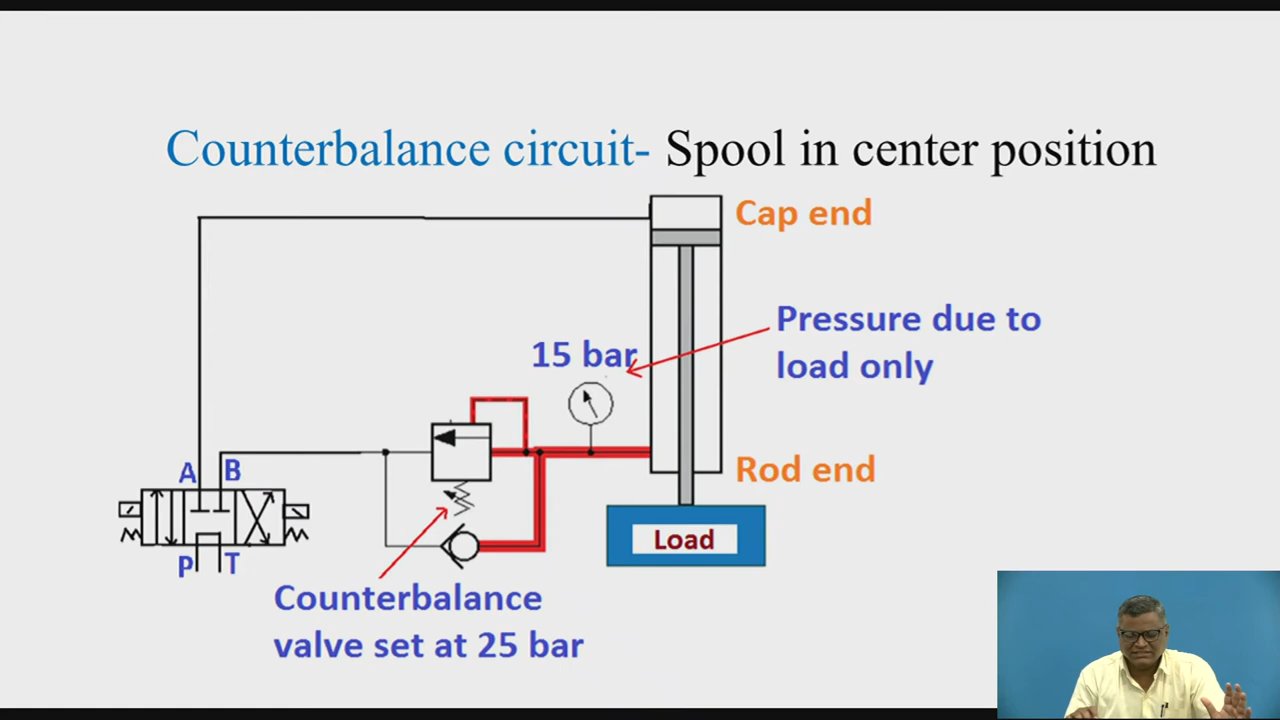 Counterbalance circuit- Spool in center position
Cap end
Pressure due to
load only
15 bar
A B
Rod end
Load
P T
Counterbalance
valve set at 25 bar